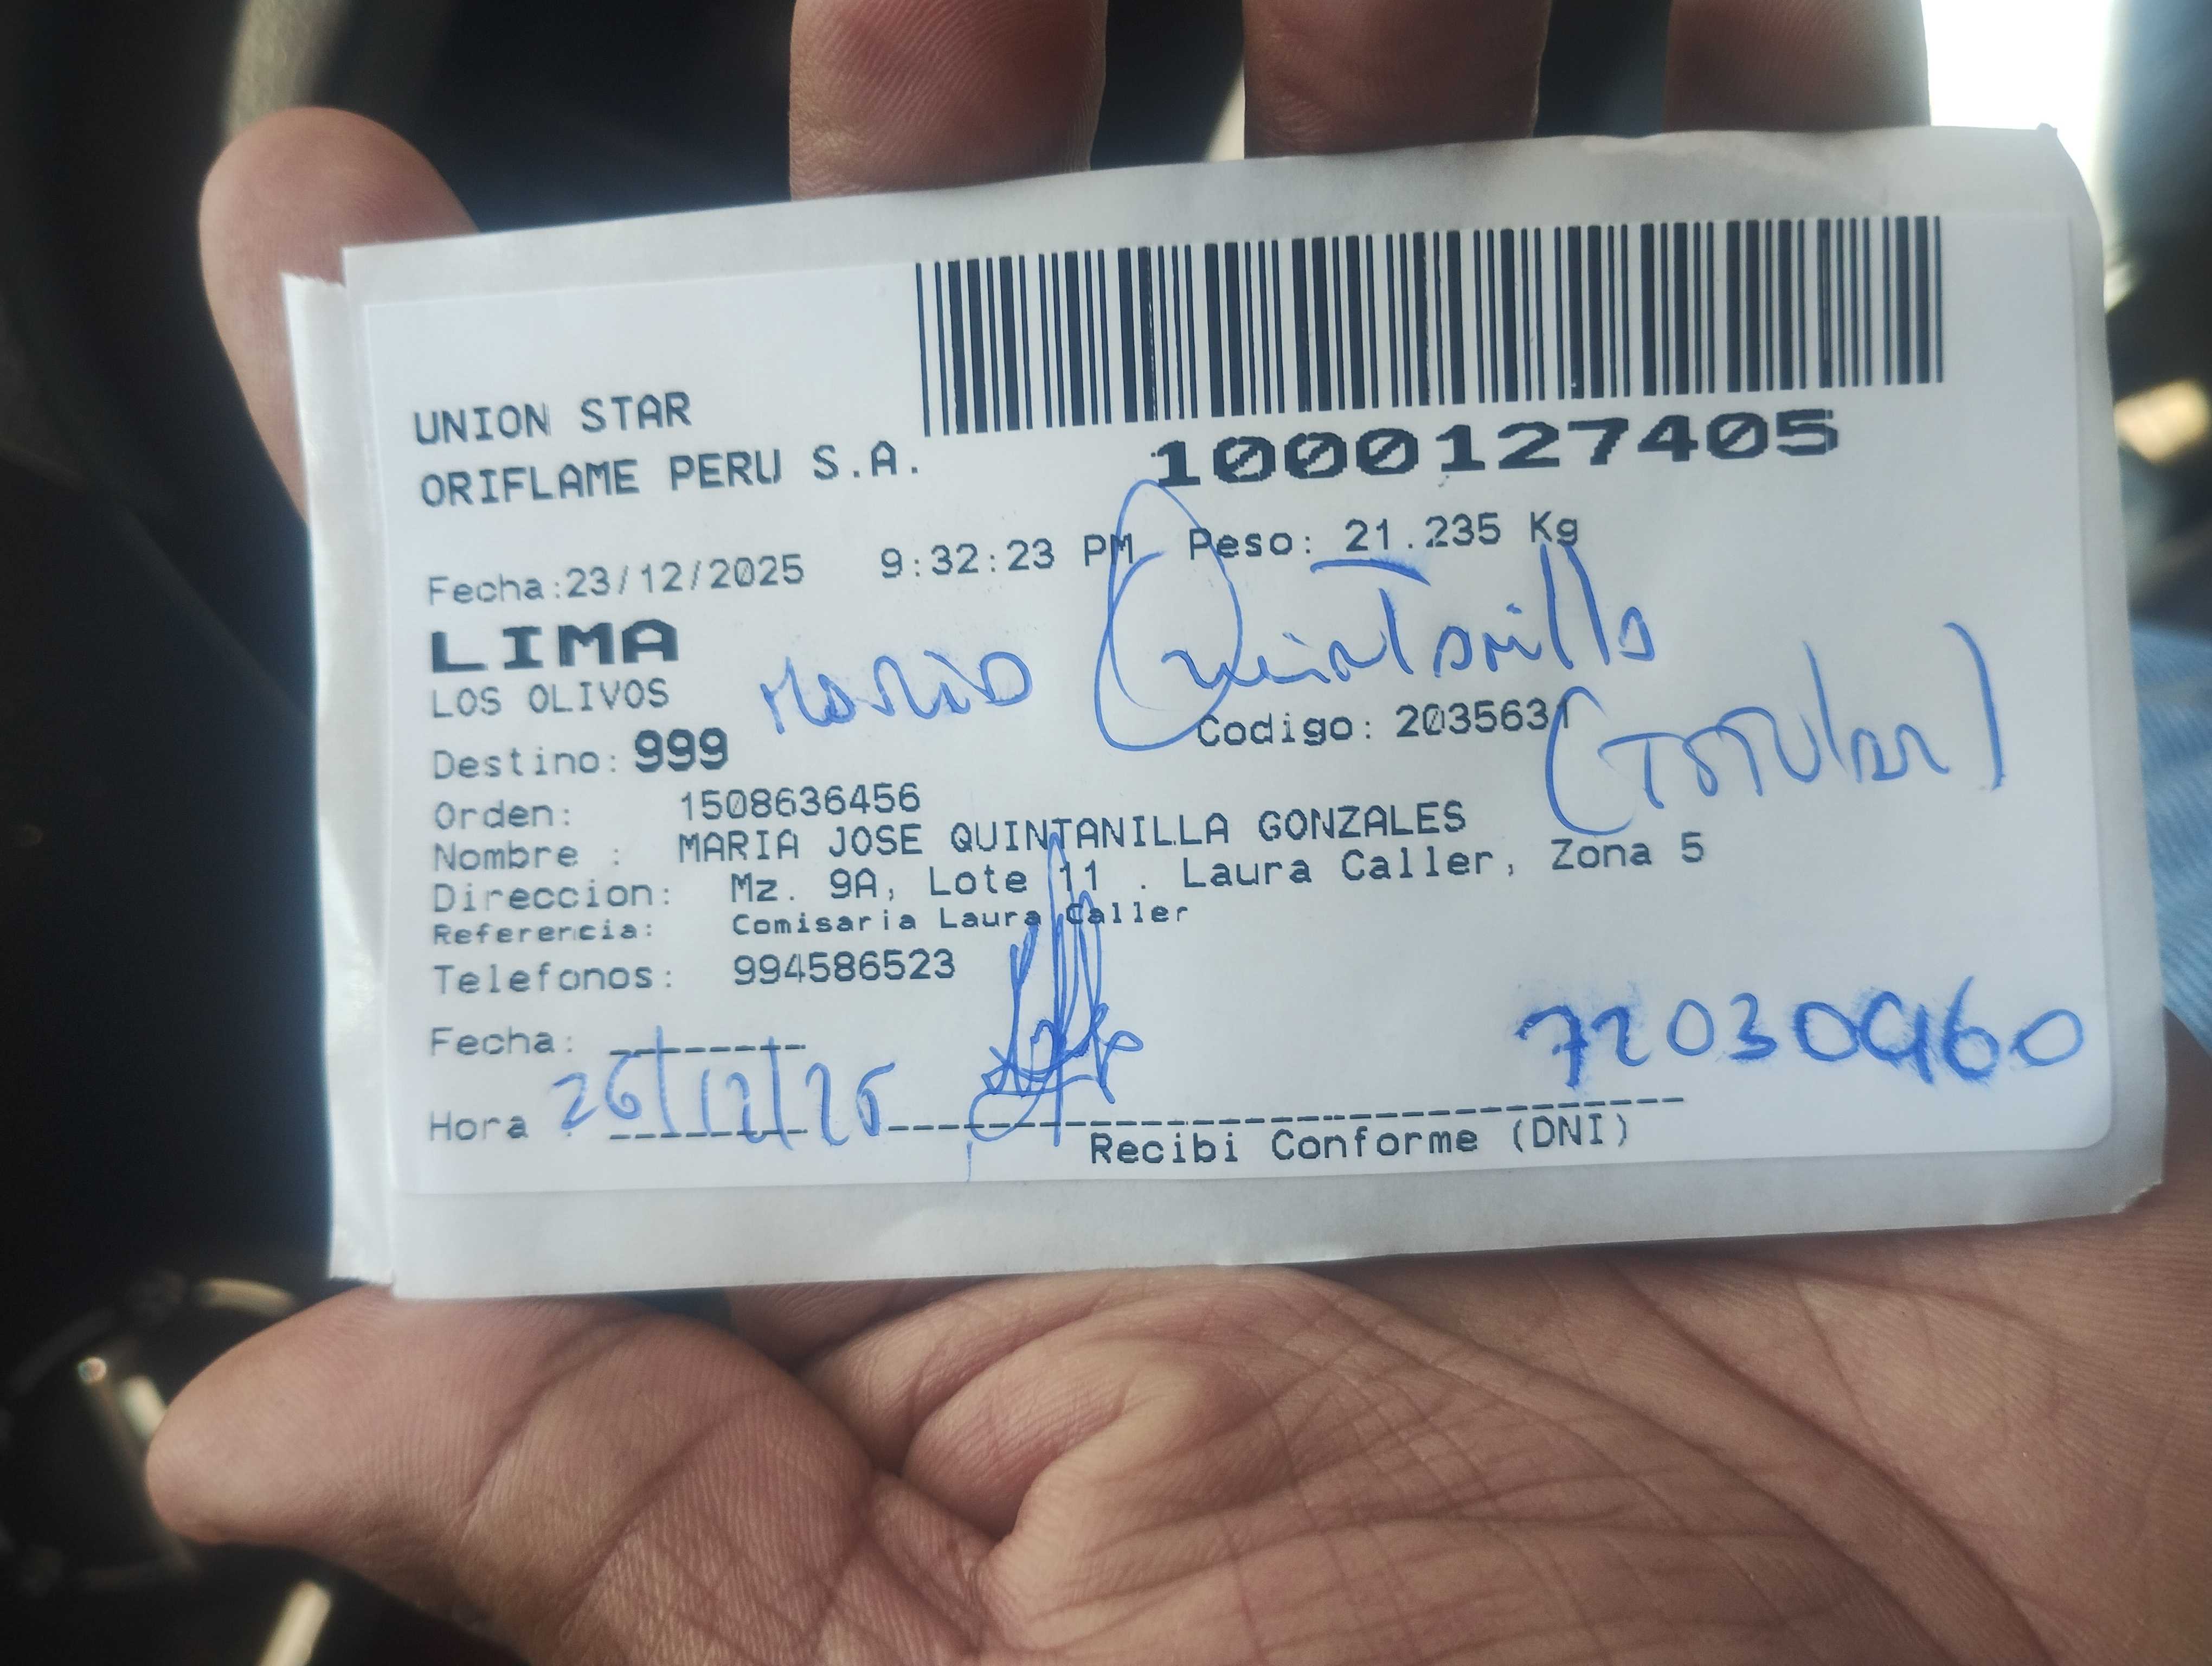 UNION STAR
ORIFLAME PERU S.A.
1000127405
Fecha:23/12/2025 9:32:23 PM Peso: 21.235 Kg
LIMA
LOS OLIVOS
Maria Quintanilla
(Titular)
Destino: 999 Codigo: 2035631
Orden: 1508636456
Nombre : MARIA JOSE QUINTANILLA GONZALES
Direccion: Mz. 9A, Lote 11 . Laura Caller, Zona 5
Referencia: Comisaria Laura Caller
Telefonos: 994586523
Fecha:
26/12/25
72030960
Hora :
Recibi Conforme (DNI)